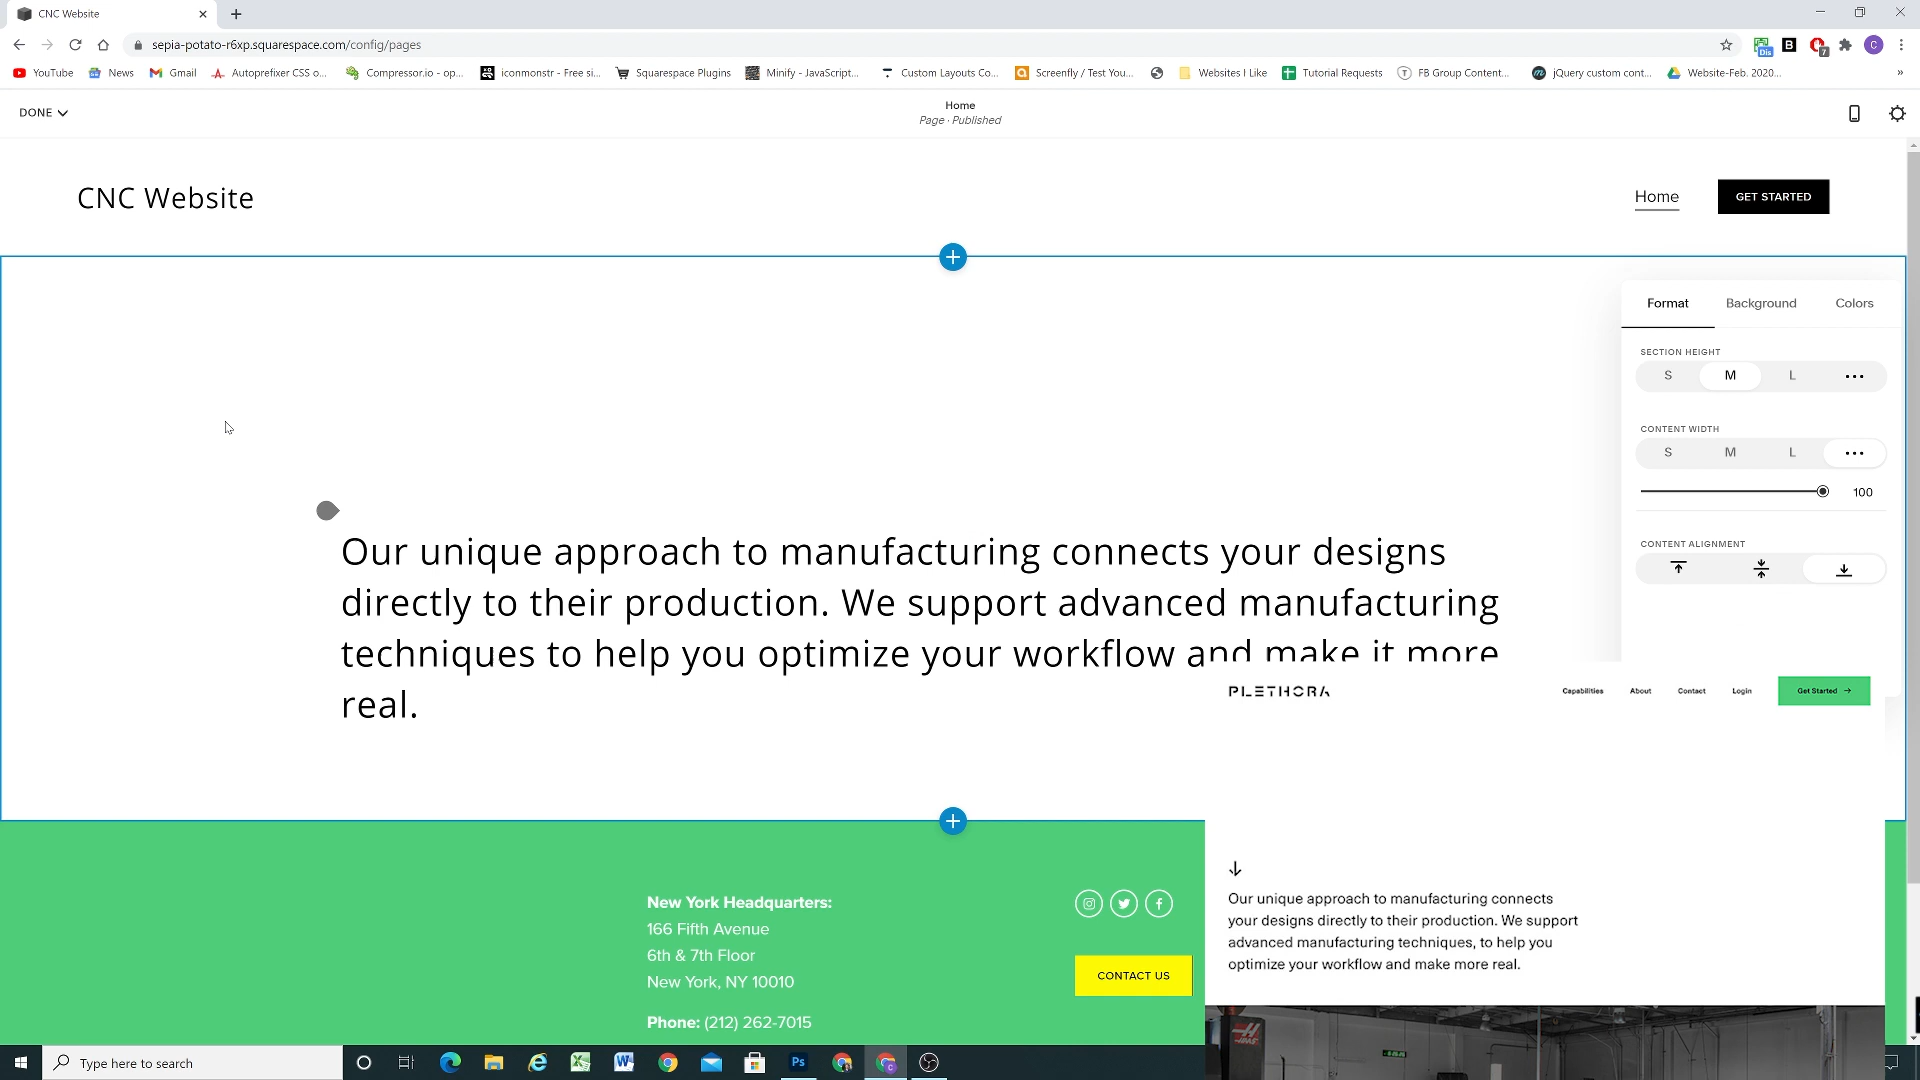 CNC Website
sepia-potato-r6xp.squarespace.com/config/pages
Dis
B
7
C
YouTube
News
Gmail
Autoprefixer CSS o...
Compressor.io - op...
iconmonstr - Free si...
Squarespace Plugins
Minify - JavaScript...
Custom Layouts Co...
Screenfly / Test You...
Websites I Like
Tutorial Requests
FB Group Content...
jQuery custom cont...
Website-Feb. 2020...
»
DONE
Home
Page · Published
CNC Website
Home
GET STARTED
Format
Background
Colors
SECTION HEIGHT
S M L ...
CONTENT WIDTH
S M L ...
100
CONTENT ALIGNMENT
Our unique approach to manufacturing connects your designs
directly to their production. We support advanced manufacturing
techniques to help you optimize your workflow and make it more
real.
PLETHORA
Capabilities
About
Contact
Login
Get Started →
↓
Our unique approach to manufacturing connects
your designs directly to their production. We support
advanced manufacturing techniques, to help you
optimize your workflow and make more real.
New York Headquarters:
166 Fifth Avenue
6th & 7th Floor
New York, NY 10010
Phone: (212) 262-7015
CONTACT US
Type here to search
Ps